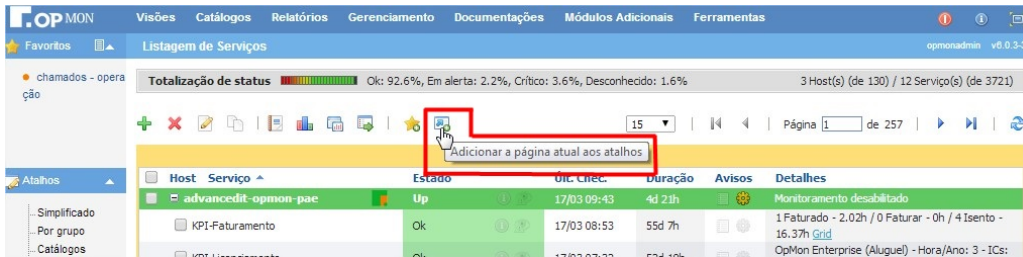 OPMON Visões Catálogos Relatórios Gerenciamento Documentações Módulos Adicionais Ferramentas
Favoritos Listagem de Serviços opmonadmin
chamados - opera
ção
Totalização de status Ok: 92.6%, Em alerta: 2.2%, Crítico: 3.6%, Desconhecido: 1.6% 3 Host(s) (de 130) / 12 Serviço(s) (de 3721)
15 Página 1 de 257
Adicionar a página atual aos atalhos
Atalhos Host Serviço Estado Últ. Chec. Duração Avisos Detalhes
advancedit-opmon-pae Up 17/03 09:43 4d 21h Monitoramento desabilitado
Simplificado
Por grupo
Catálogos
KPI-Faturamento Ok 17/03 08:53 55d 7h 1 Faturado - 2.02h / 0 Faturar - 0h / 4 Isento -
16.37h Grid
OpMon Enterprise (Aluguel) - Hora/Ano: 3 - ICs: